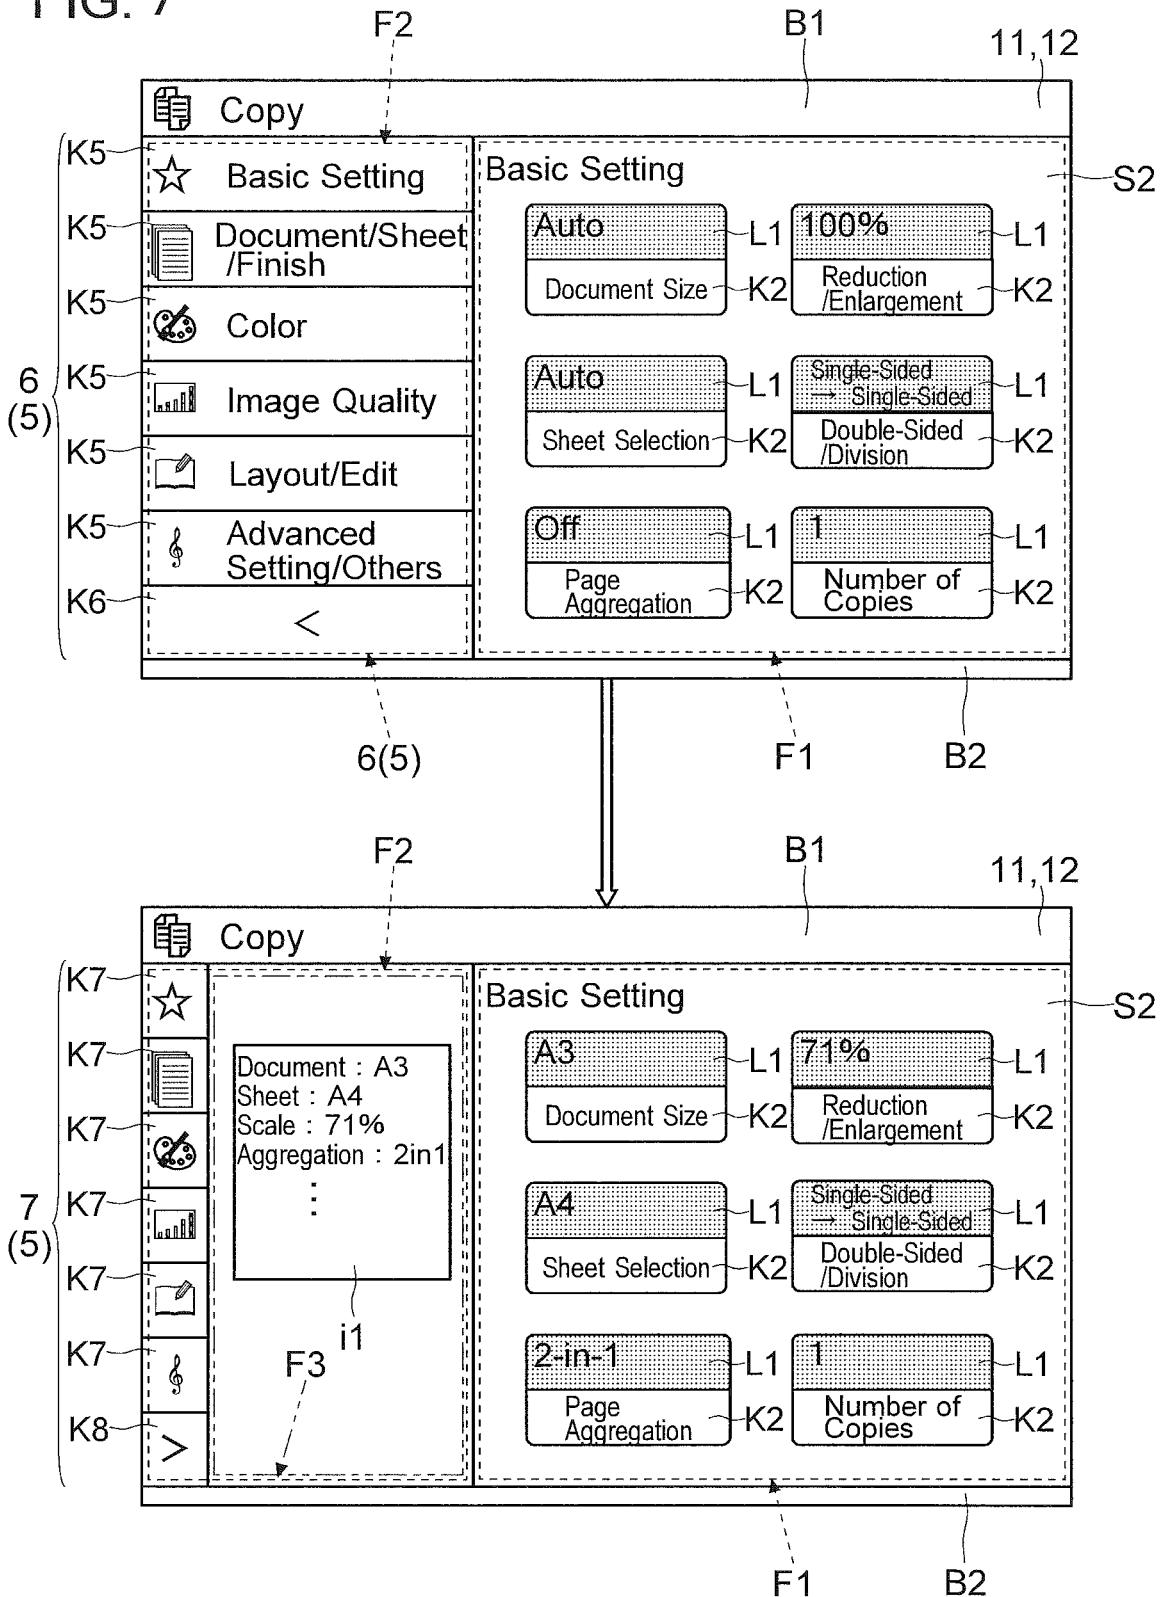 FIG. 7
F2
B1
11,12
Copy
K5
Basic Setting
Basic Setting
S2
K5
Document/Sheet
/Finish
Auto
L1
100%
L1
Document Size
K2
Reduction
/Enlargement
K2
K5
Color
6
(5)
K5
Image Quality
Auto
L1
Single-Sided
→ Single-Sided
L1
Sheet Selection
K2
Double-Sided
/Division
K2
K5
Layout/Edit
K5
Advanced
Setting/Others
Off
L1
1
L1
Page
Aggregation
K2
Number of
Copies
K2
K6
<
6(5)
F1
B2
F2
B1
11,12
Copy
K7
Basic Setting
S2
K7
Document : A3
Sheet : A4
Scale : 71%
Aggregation : 2in1
⋮
A3
L1
71%
L1
Document Size
K2
Reduction
/Enlargement
K2
K7
7
(5)
K7
A4
L1
Single-Sided
→ Single-Sided
L1
Sheet Selection
K2
Double-Sided
/Division
K2
K7
i1
K7
F3
2-in-1
L1
1
L1
Page
Aggregation
K2
Number of
Copies
K2
K8
>
F1
B2